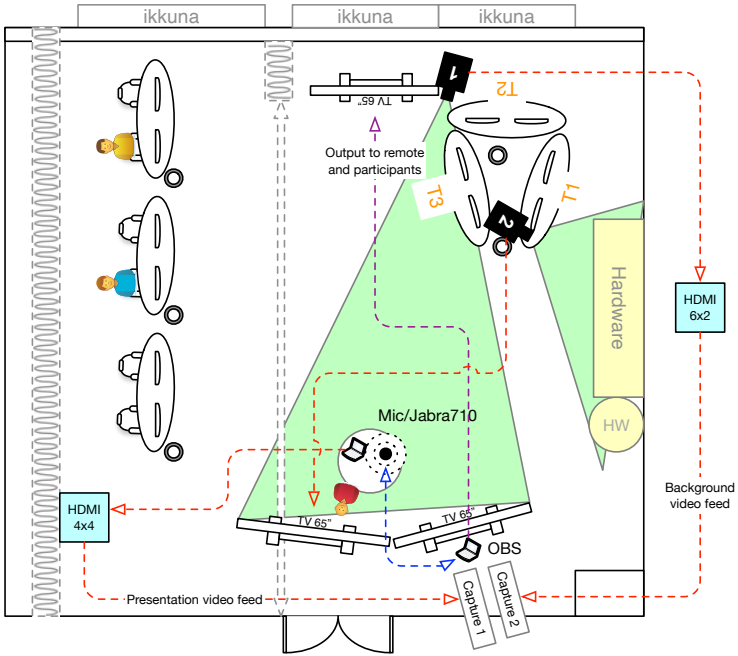 ikkuna
ikkuna
ikkuna
1
TV 65"
T2
Output to remote
and participants
T3
T1
2
Hardware
HDMI
6x2
Mic/Jabra710
HW
Background
video feed
HDMI
4x4
TV 65"
TV 65"
OBS
Presentation video feed
Capture 1
Capture 2